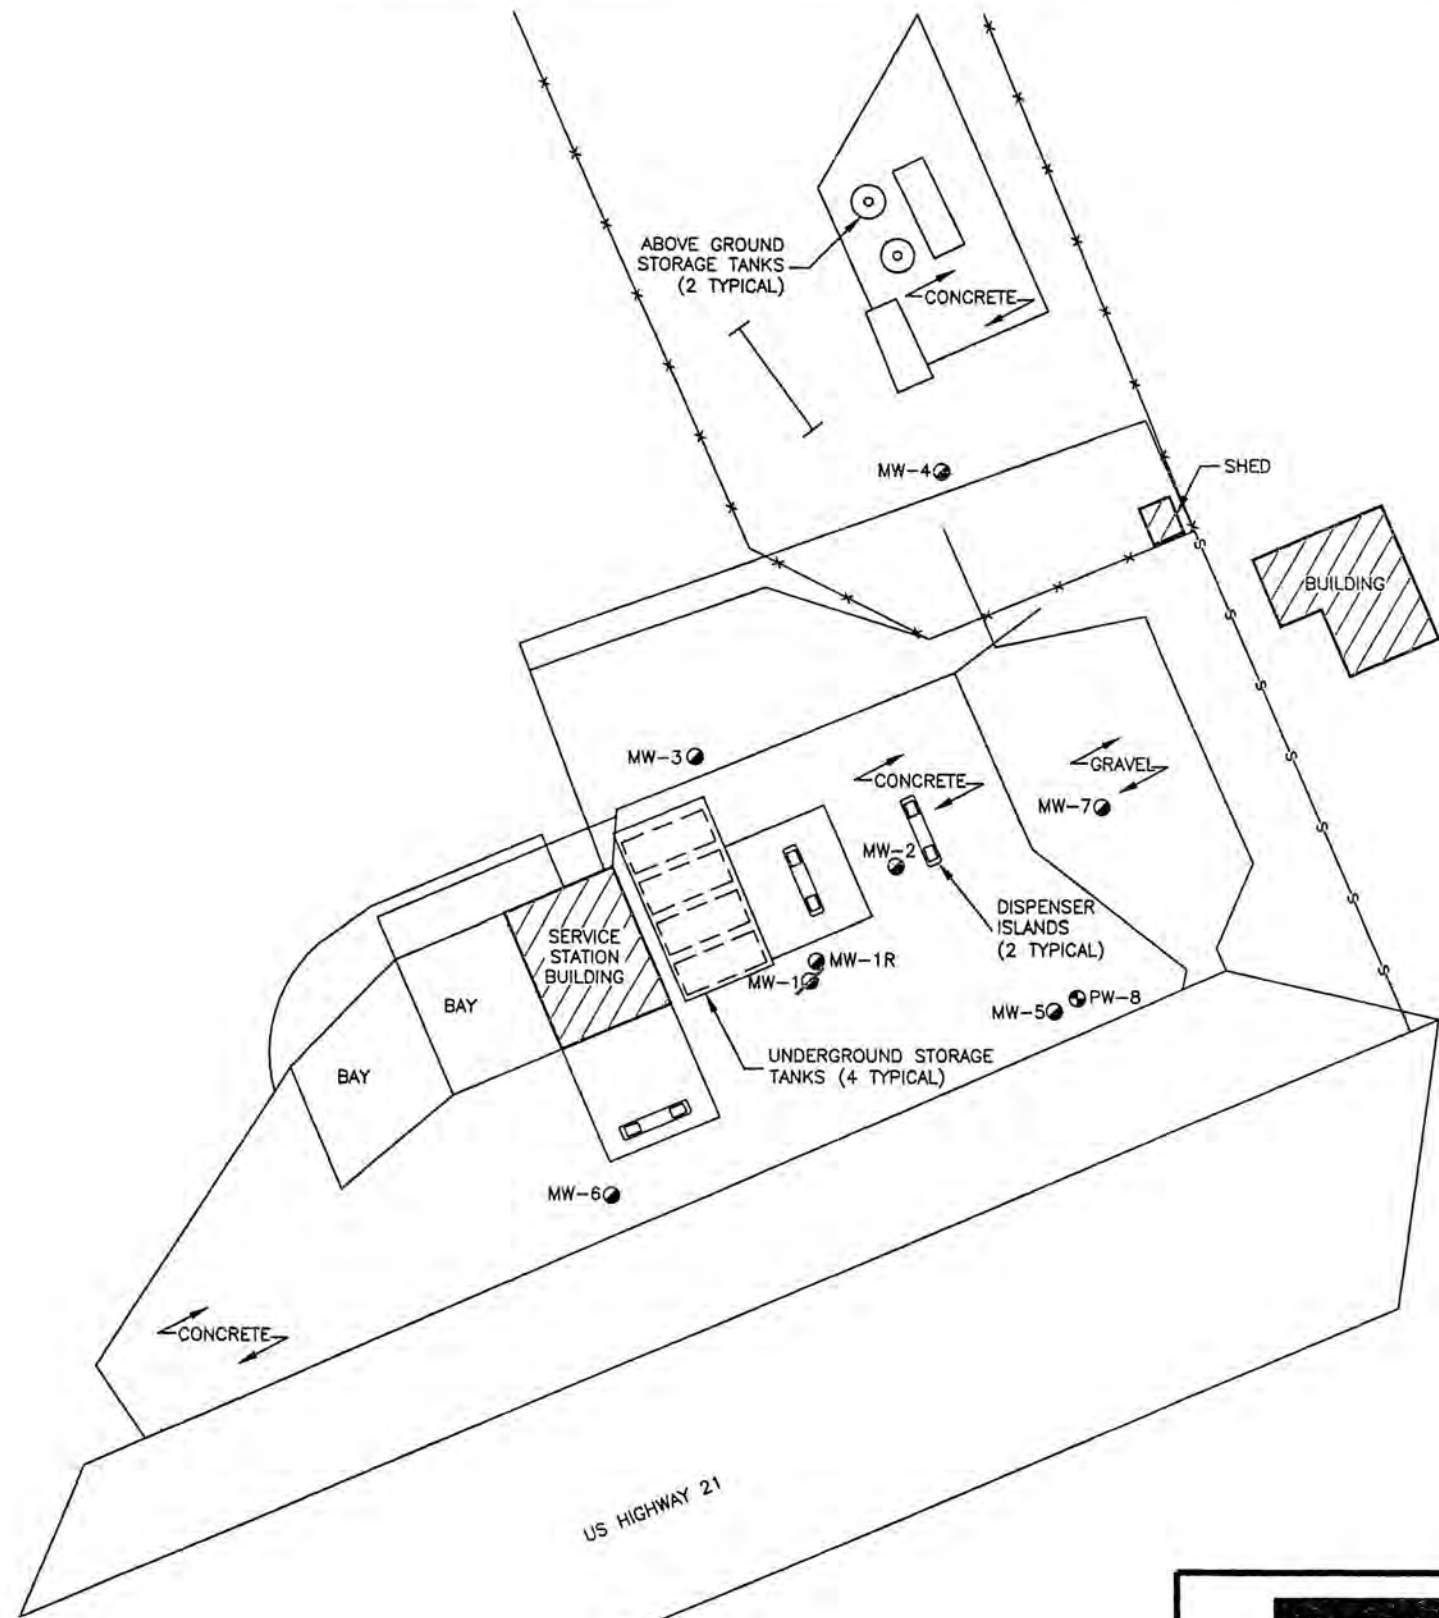 ABOVE GROUND
STORAGE TANKS
(2 TYPICAL)
CONCRETE
MW-4
SHED
BUILDING
S
S
S
S
S
S
S
S
MW-3
CONCRETE
GRAVEL
MW-7
MW-2
DISPENSER
ISLANDS
(2 TYPICAL)
SERVICE
STATION
BUILDING
MW-1R
MW-1
BAY
PW-8
MW-5
UNDERGROUND STORAGE
TANKS (4 TYPICAL)
BAY
MW-6
CONCRETE
US HIGHWAY 21